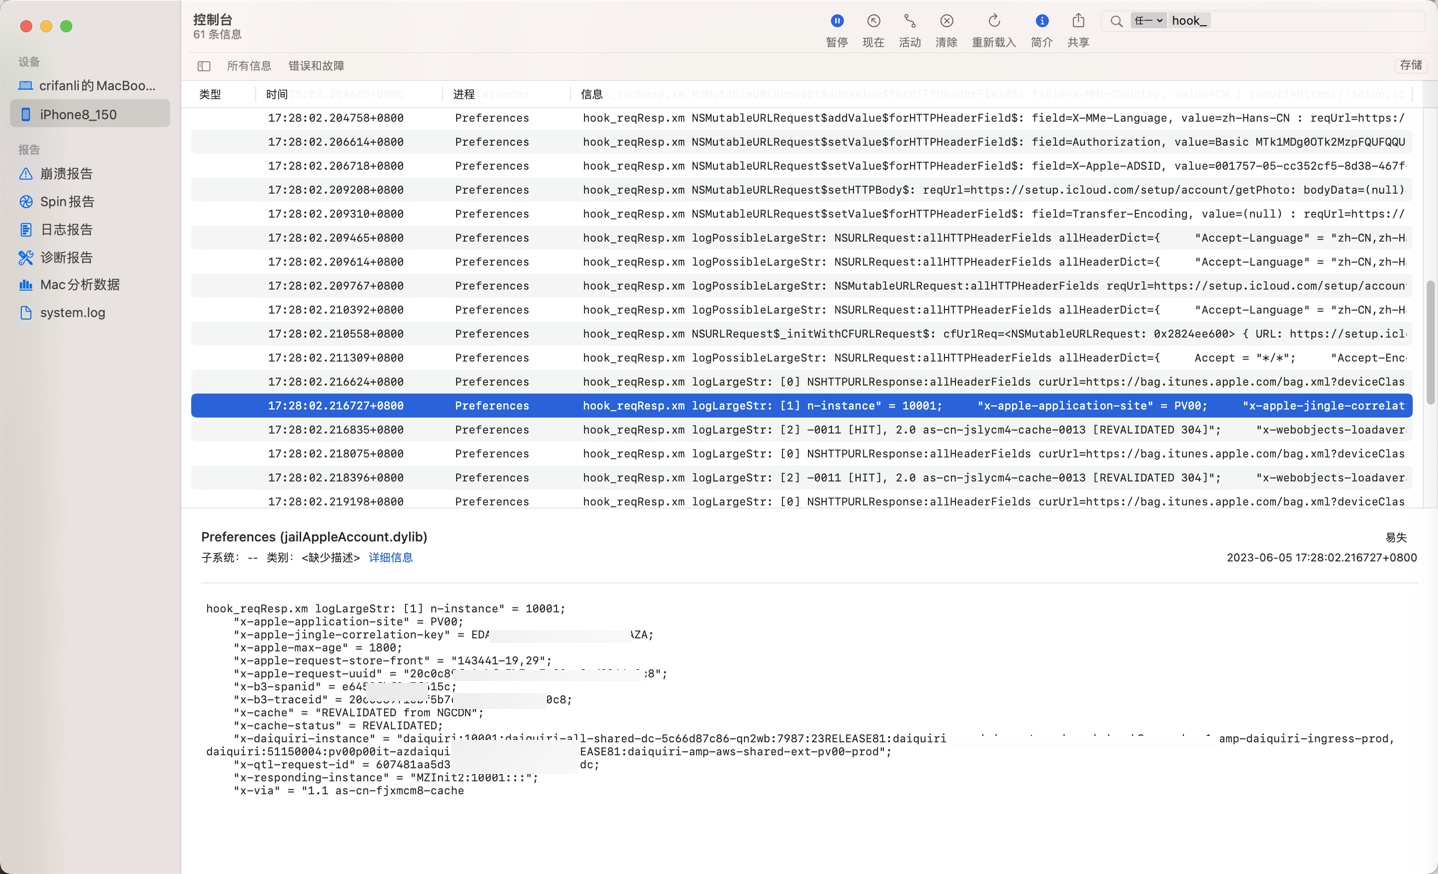 控制台
61 条信息
暂停 现在 活动 清除 重新载入 简介 共享
任一 hook_
所有信息 错误和故障 存储
设备
crifanli的 MacBoo...
iPhone8_150
报告
崩溃报告
Spin 报告
日志报告
诊断报告
Mac 分析数据
system.log
类型 时间 进程 信息
17:28:02.204758+0800 Preferences hook_reqResp.xm NSMutableURLRequest$addValue$forHTTPHeaderField$: field=X-MMe-Language, value=zh-Hans-CN : reqUrl=https:/
17:28:02.206614+0800 Preferences hook_reqResp.xm NSMutableURLRequest$setValue$forHTTPHeaderField$: field=Authorization, value=Basic MTk1MDg0OTk2MzpFQUFQQU
17:28:02.206718+0800 Preferences hook_reqResp.xm NSMutableURLRequest$setValue$forHTTPHeaderField$: field=X-Apple-ADSID, value=001757-05-cc352cf5-8d38-467f-
17:28:02.209208+0800 Preferences hook_reqResp.xm NSMutableURLRequest$setHTTPBody$: reqUrl=https://setup.icloud.com/setup/account/getPhoto: bodyData=(null)
17:28:02.209310+0800 Preferences hook_reqResp.xm NSMutableURLRequest$setValue$forHTTPHeaderField$: field=Transfer-Encoding, value=(null) : reqUrl=https://
17:28:02.209465+0800 Preferences hook_reqResp.xm logPossibleLargeStr: NSURLRequest:allHTTPHeaderFields allHeaderDict={ "Accept-Language" = "zh-CN,zh-H
17:28:02.209614+0800 Preferences hook_reqResp.xm logPossibleLargeStr: NSURLRequest:allHTTPHeaderFields allHeaderDict={ "Accept-Language" = "zh-CN,zh-H
17:28:02.209767+0800 Preferences hook_reqResp.xm logPossibleLargeStr: NSMutableURLRequest:allHTTPHeaderFields reqUrl=https://setup.icloud.com/setup/accoun
17:28:02.210392+0800 Preferences hook_reqResp.xm logPossibleLargeStr: NSURLRequest:allHTTPHeaderFields allHeaderDict={ "Accept-Language" = "zh-CN,zh-H
17:28:02.210558+0800 Preferences hook_reqResp.xm NSURLRequest$_initWithCFURLRequest$: cfUrlReq=<NSMutableURLRequest: 0x2824ee600> { URL: https://setup.icl
17:28:02.211309+0800 Preferences hook_reqResp.xm logPossibleLargeStr: NSURLRequest:allHTTPHeaderFields allHeaderDict={ Accept = "*/*"; "Accept-Enc
17:28:02.216624+0800 Preferences hook_reqResp.xm logLargeStr: [0] NSHTTPURLResponse:allHeaderFields curUrl=https://bag.itunes.apple.com/bag.xml?deviceClas
17:28:02.216727+0800 Preferences hook_reqResp.xm logLargeStr: [1] n-instance" = 10001; "x-apple-application-site" = PV00; "x-apple-jingle-correlat
17:28:02.216835+0800 Preferences hook_reqResp.xm logLargeStr: [2] -0011 [HIT], 2.0 as-cn-jslycm4-cache-0013 [REVALIDATED 304]"; "x-webobjects-loadaver
17:28:02.218075+0800 Preferences hook_reqResp.xm logLargeStr: [0] NSHTTPURLResponse:allHeaderFields curUrl=https://bag.itunes.apple.com/bag.xml?deviceClas
17:28:02.218396+0800 Preferences hook_reqResp.xm logLargeStr: [2] -0011 [HIT], 2.0 as-cn-jslycm4-cache-0013 [REVALIDATED 304]"; "x-webobjects-loadaver
17:28:02.219198+0800 Preferences hook_reqResp.xm logLargeStr: [0] NSHTTPURLResponse:allHeaderFields curUrl=https://bag.itunes.apple.com/bag.xml?deviceClas
Preferences (jailAppleAccount.dylib) 易失
子系统: -- 类别: <缺少描述> 详细信息 2023-06-05 17:28:02.216727+0800
hook_reqResp.xm logLargeStr: [1] n-instance" = 10001;
"x-apple-application-site" = PV00;
"x-apple-jingle-correlation-key" = EDA AZA;
"x-apple-max-age" = 1800;
"x-apple-request-store-front" = "143441-19,29";
"x-apple-request-uuid" = "20c0c8 c8";
"x-b3-spanid" = e645 415c;
"x-b3-traceid" = 0c8;
"x-cache" = "REVALIDATED from NGCDN";
"x-cache-status" = REVALIDATED;
"x-daiquiri-instance" = "daiquiri:10001:daiquiri-all-shared-dc-5c66d87c86-qn2wb:7987:23RELEASE81:daiquiri amp-daiquiri-ingress-prod,
daiquiri:51150004:pv00p00it-azdaiqui EASE81:daiquiri-amp-aws-shared-ext-pv00-prod";
"x-qtl-request-id" = 607481aa5d3 dc;
"x-responding-instance" = "MZInit2:10001:::";
"x-via" = "1.1 as-cn-fjxmcm8-cache